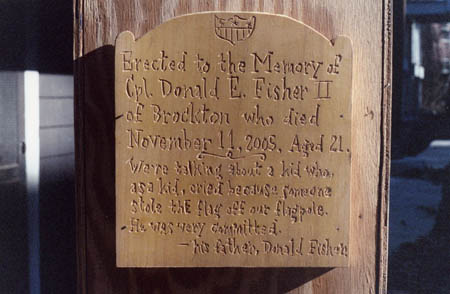 Erected to the Memory of
Cpl. Donald E. Fisher II
of Brockton who died
November 11, 2005. Aged 21.
We're talking about a kid who,
as a kid, cried because someone
stole the flag off our flagpole.
He was very committed.
— his father, Donald Fisher